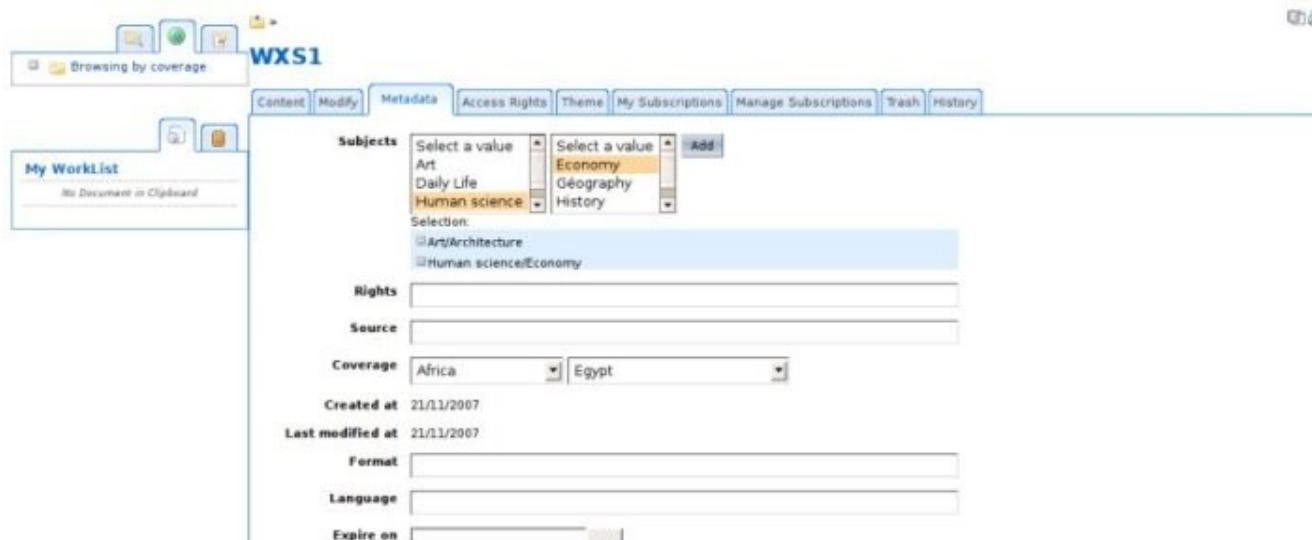 Browsing by coverage
My WorkList
No Document in Clipboard
WXS1
Content Modify Metadata Access Rights Theme My Subscriptions Manage Subscriptions Trash History
Subjects
Select a value
Art
Daily Life
Human science
Select a value
Economy
Géography
History
Add
Selection:
Art/Architecture
Human science/Economy
Rights
Source
Coverage Africa Egypt
Created at 21/11/2007
Last modified at 21/11/2007
Format
Language
Expire on